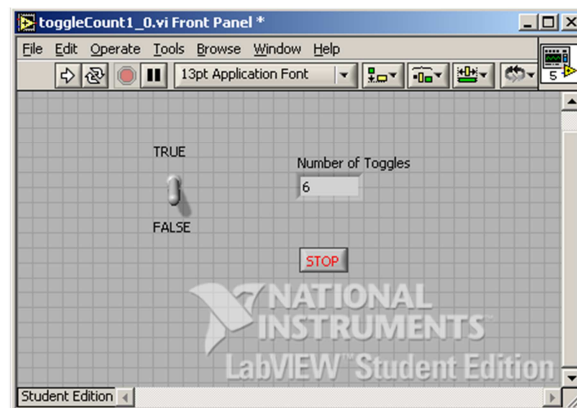 toggleCount1_0.vi Front Panel *
File Edit Operate Tools Browse Window Help
13pt Application Font
5
TRUE
Number of Toggles
6
FALSE
STOP
NATIONAL
INSTRUMENTS
LabVIEW™ Student Edition
Student Edition